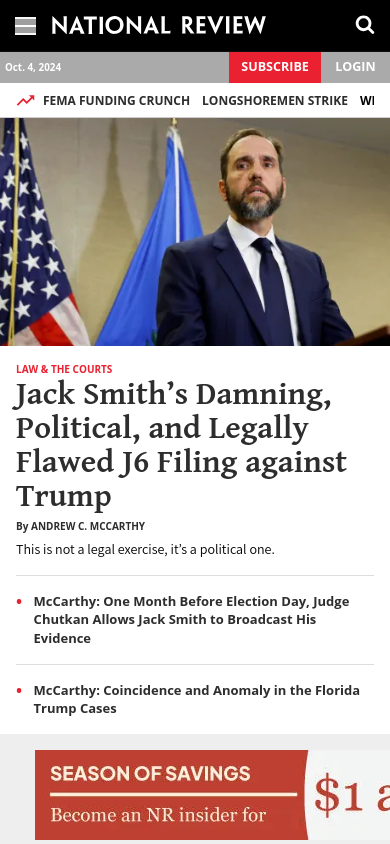 NATIONAL REVIEW
Oct. 4, 2024
SUBSCRIBE
LOGIN
FEMA FUNDING CRUNCH LONGSHOREMEN STRIKE
LAW & THE COURTS
Jack Smith’s Damning,
Political, and Legally
Flawed J6 Filing against
Trump
By ANDREW C. MCCARTHY
This is not a legal exercise, it’s a political one.
McCarthy: One Month Before Election Day, Judge
Chutkan Allows Jack Smith to Broadcast His
Evidence
McCarthy: Coincidence and Anomaly in the Florida
Trump Cases
SEASON OF SAVINGS
Become an NR insider for
$1 a